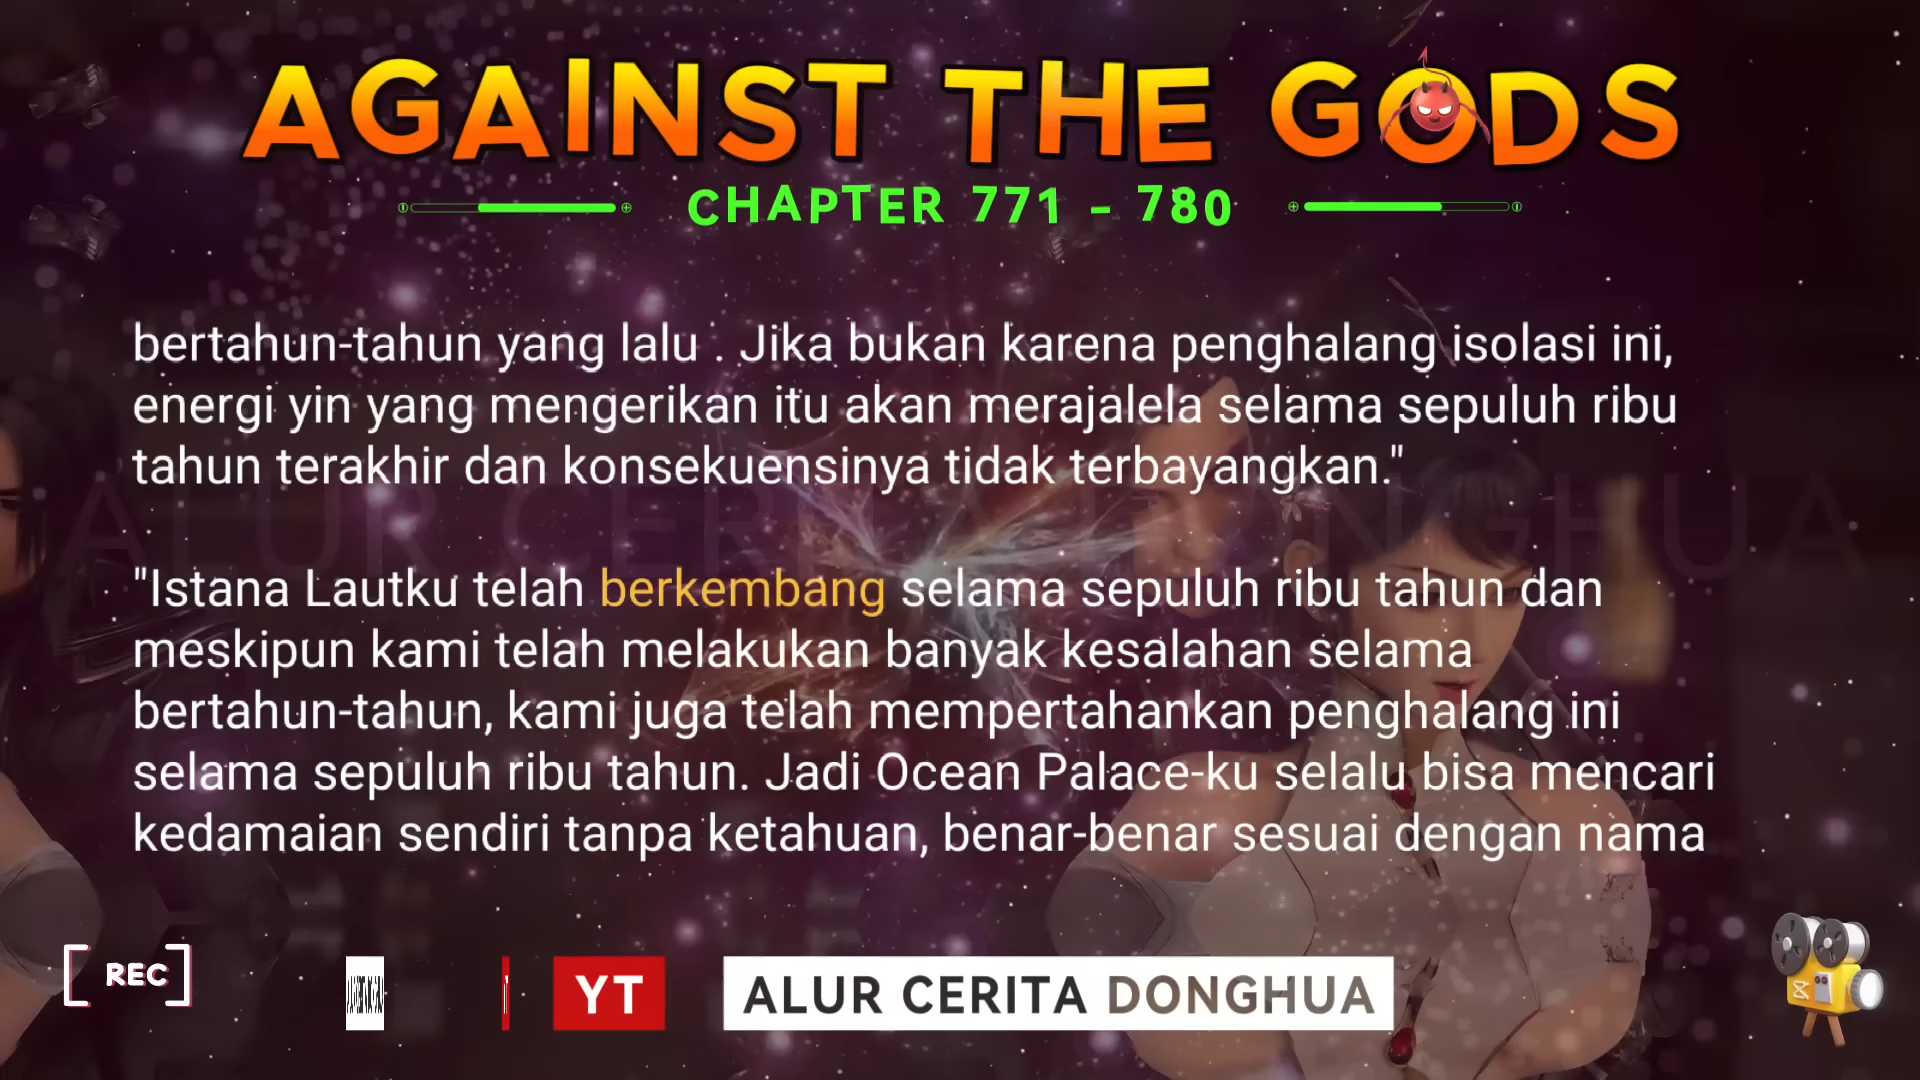 AGAINST THE GODS
CHAPTER 771 - 780
bertahun-tahun yang lalu . Jika bukan karena penghalang isolasi ini,
energi yin yang mengerikan itu akan merajalela selama sepuluh ribu
tahun terakhir dan konsekuensinya tidak terbayangkan."
ALUR CERITA DONGHUA
"Istana Lautku telah berkembang selama sepuluh ribu tahun dan
meskipun kami telah melakukan banyak kesalahan selama
bertahun-tahun, kami juga telah mempertahankan penghalang ini
selama sepuluh ribu tahun. Jadi Ocean Palace-ku selalu bisa mencari
kedamaian sendiri tanpa ketahuan, benar-benar sesuai dengan nama
REC
YT
ALUR CERITA DONGHUA